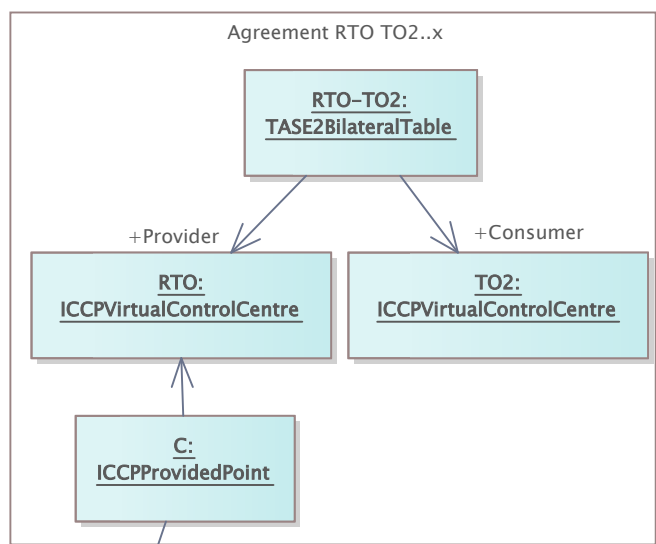 Agreement RTO TO2..x
RTO-TO2:
TASE2BilateralTable
+Provider
+Consumer
RTO:
ICCPVirtualControlCentre
TO2:
ICCPVirtualControlCentre
C:
ICCPProvidedPoint